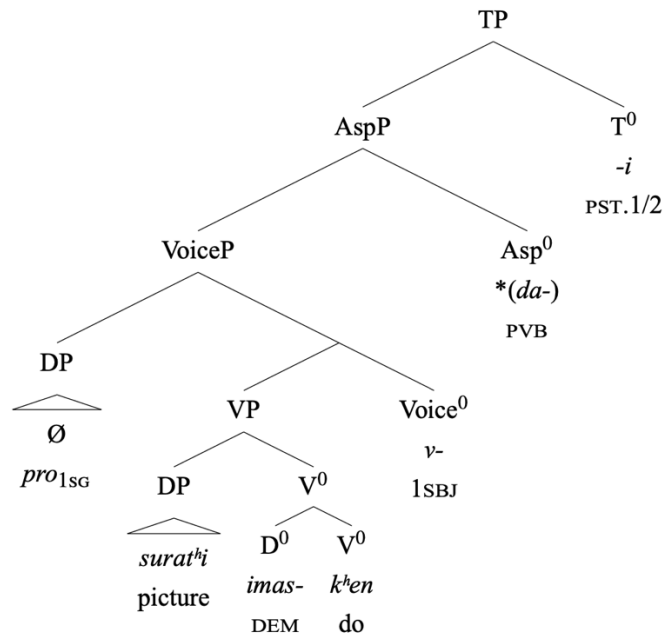 TP
AspP T⁰
-i
PST.1/2
VoiceP Asp⁰
*(da-)
PVB
DP
VP Voice⁰
Ø v-
pro1SG 1SBJ
DP V⁰
suratʰi D⁰ V⁰
picture imas- kʰen
DEM do